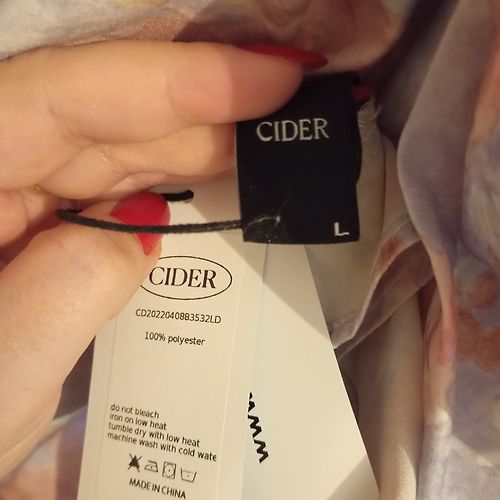 CIDER
L
CIDER
CD2022040883532LD
100% polyester
do not bleach
iron on low heat
tumble dry with low heat
machine wash with cold wate
MADE IN CHINA